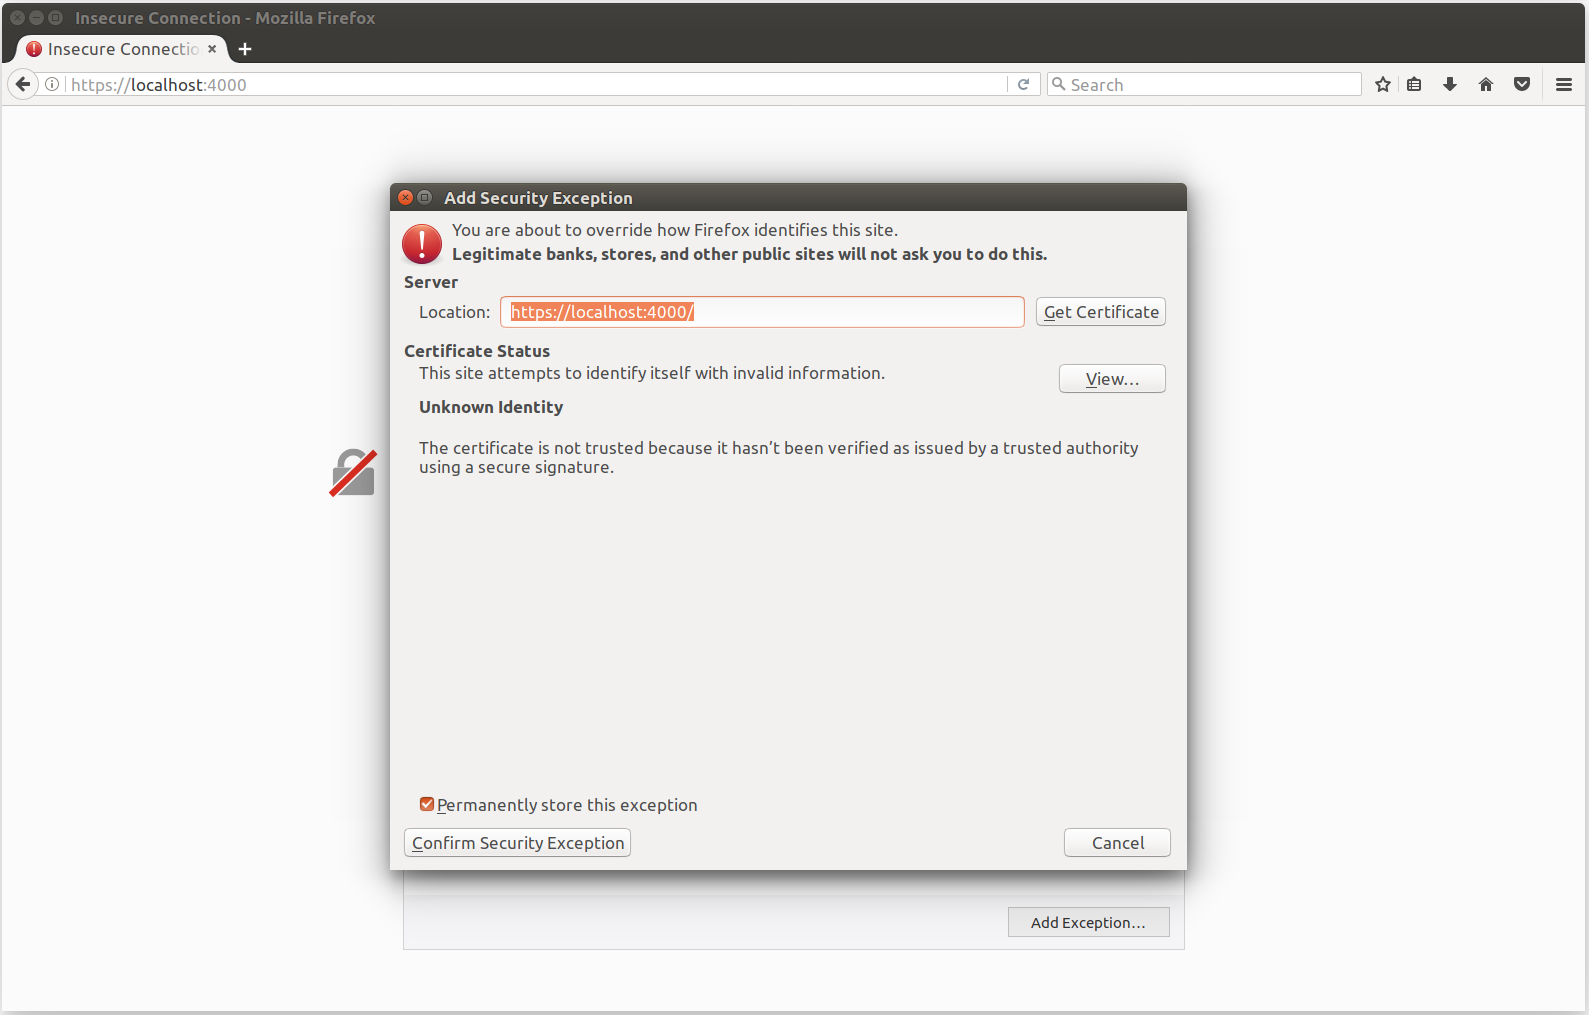 Insecure Connection - Mozilla Firefox
Insecure Connectio
https://localhost:4000
Search
Add Security Exception
You are about to override how Firefox identifies this site.
Legitimate banks, stores, and other public sites will not ask you to do this.
Server
Location: https://localhost:4000/ Get Certificate
Certificate Status
This site attempts to identify itself with invalid information.
View…
Unknown Identity
The certificate is not trusted because it hasn’t been verified as issued by a trusted authority
using a secure signature.
Permanently store this exception
Confirm Security Exception Cancel
Add Exception…